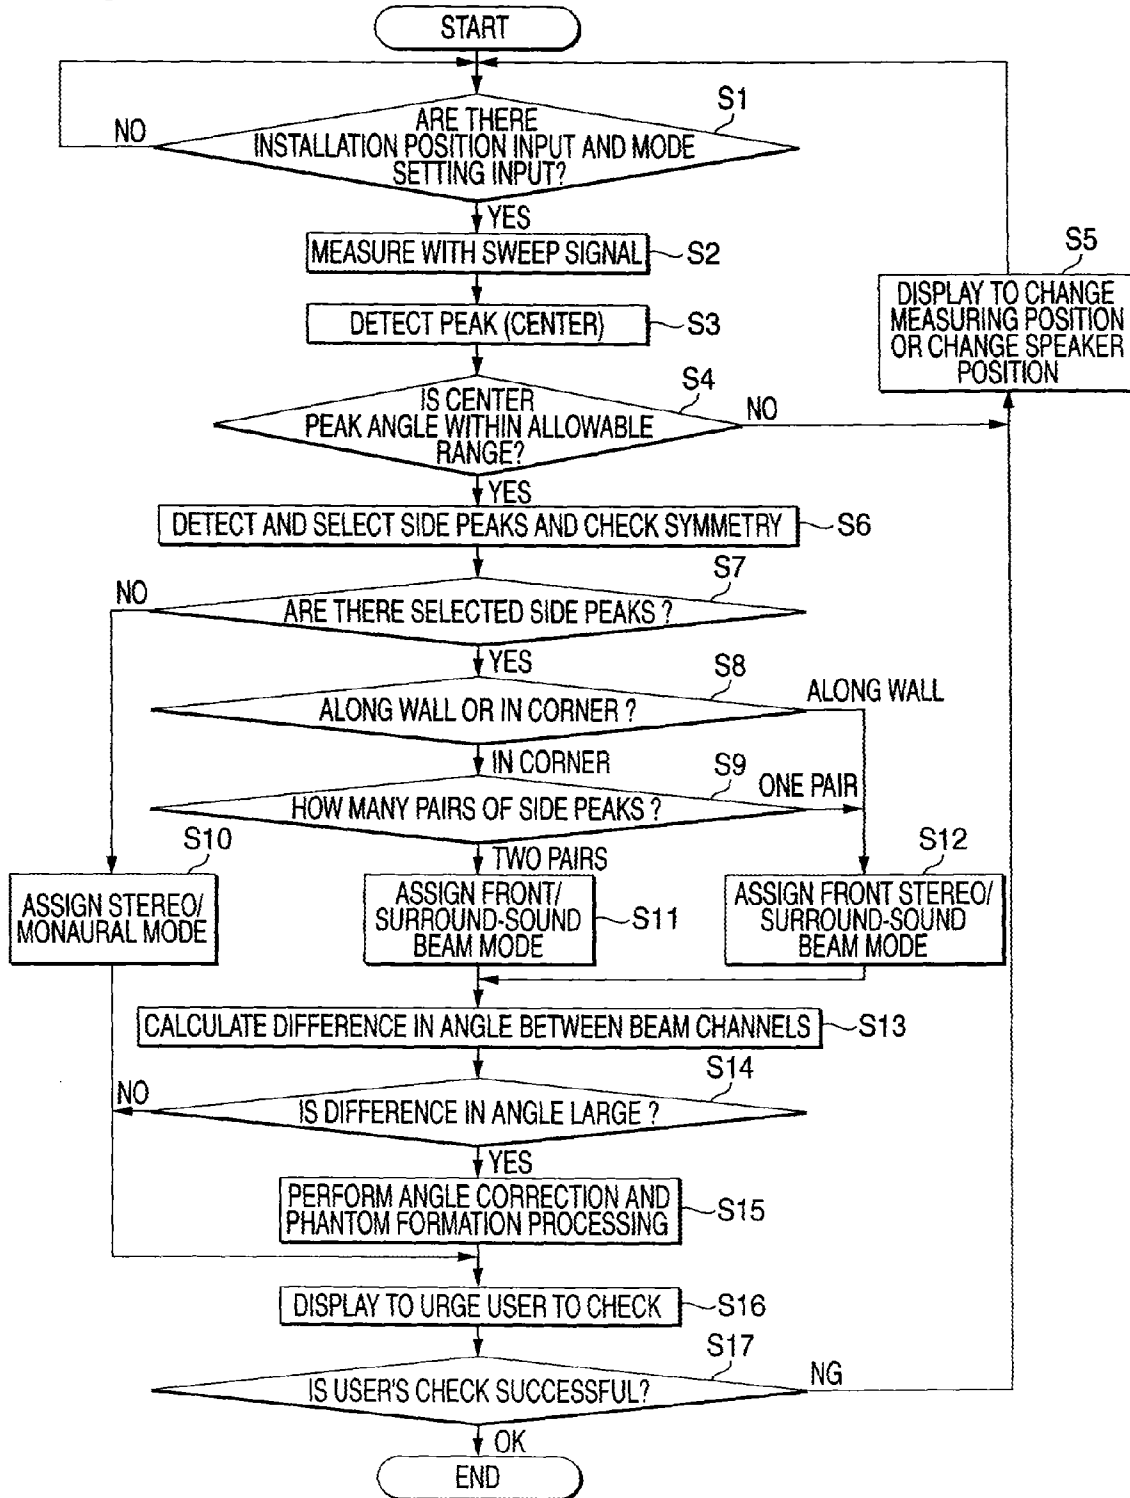 START
S1
NO
ARE THERE
INSTALLATION POSITION INPUT AND MODE
SETTING INPUT?
YES
MEASURE WITH SWEEP SIGNAL
S2
S5
DISPLAY TO CHANGE
MEASURING POSITION
OR CHANGE SPEAKER
POSITION
DETECT PEAK (CENTER)
S3
S4
IS CENTER
PEAK ANGLE WITHIN ALLOWABLE
RANGE?
NO
YES
DETECT AND SELECT SIDE PEAKS AND CHECK SYMMETRY
S6
S7
NO
ARE THERE SELECTED SIDE PEAKS ?
YES
S8
ALONG WALL
ALONG WALL OR IN CORNER ?
IN CORNER
S9
ONE PAIR
HOW MANY PAIRS OF SIDE PEAKS ?
TWO PAIRS
S10
ASSIGN STEREO/
MONAURAL MODE
ASSIGN FRONT/
SURROUND-SOUND
BEAM MODE
S11
S12
ASSIGN FRONT STEREO/
SURROUND-SOUND
BEAM MODE
CALCULATE DIFFERENCE IN ANGLE BETWEEN BEAM CHANNELS
S13
S14
NO
IS DIFFERENCE IN ANGLE LARGE ?
YES
PERFORM ANGLE CORRECTION AND
PHANTOM FORMATION PROCESSING
S15
DISPLAY TO URGE USER TO CHECK
S16
S17
IS USER'S CHECK SUCCESSFUL?
NG
OK
END